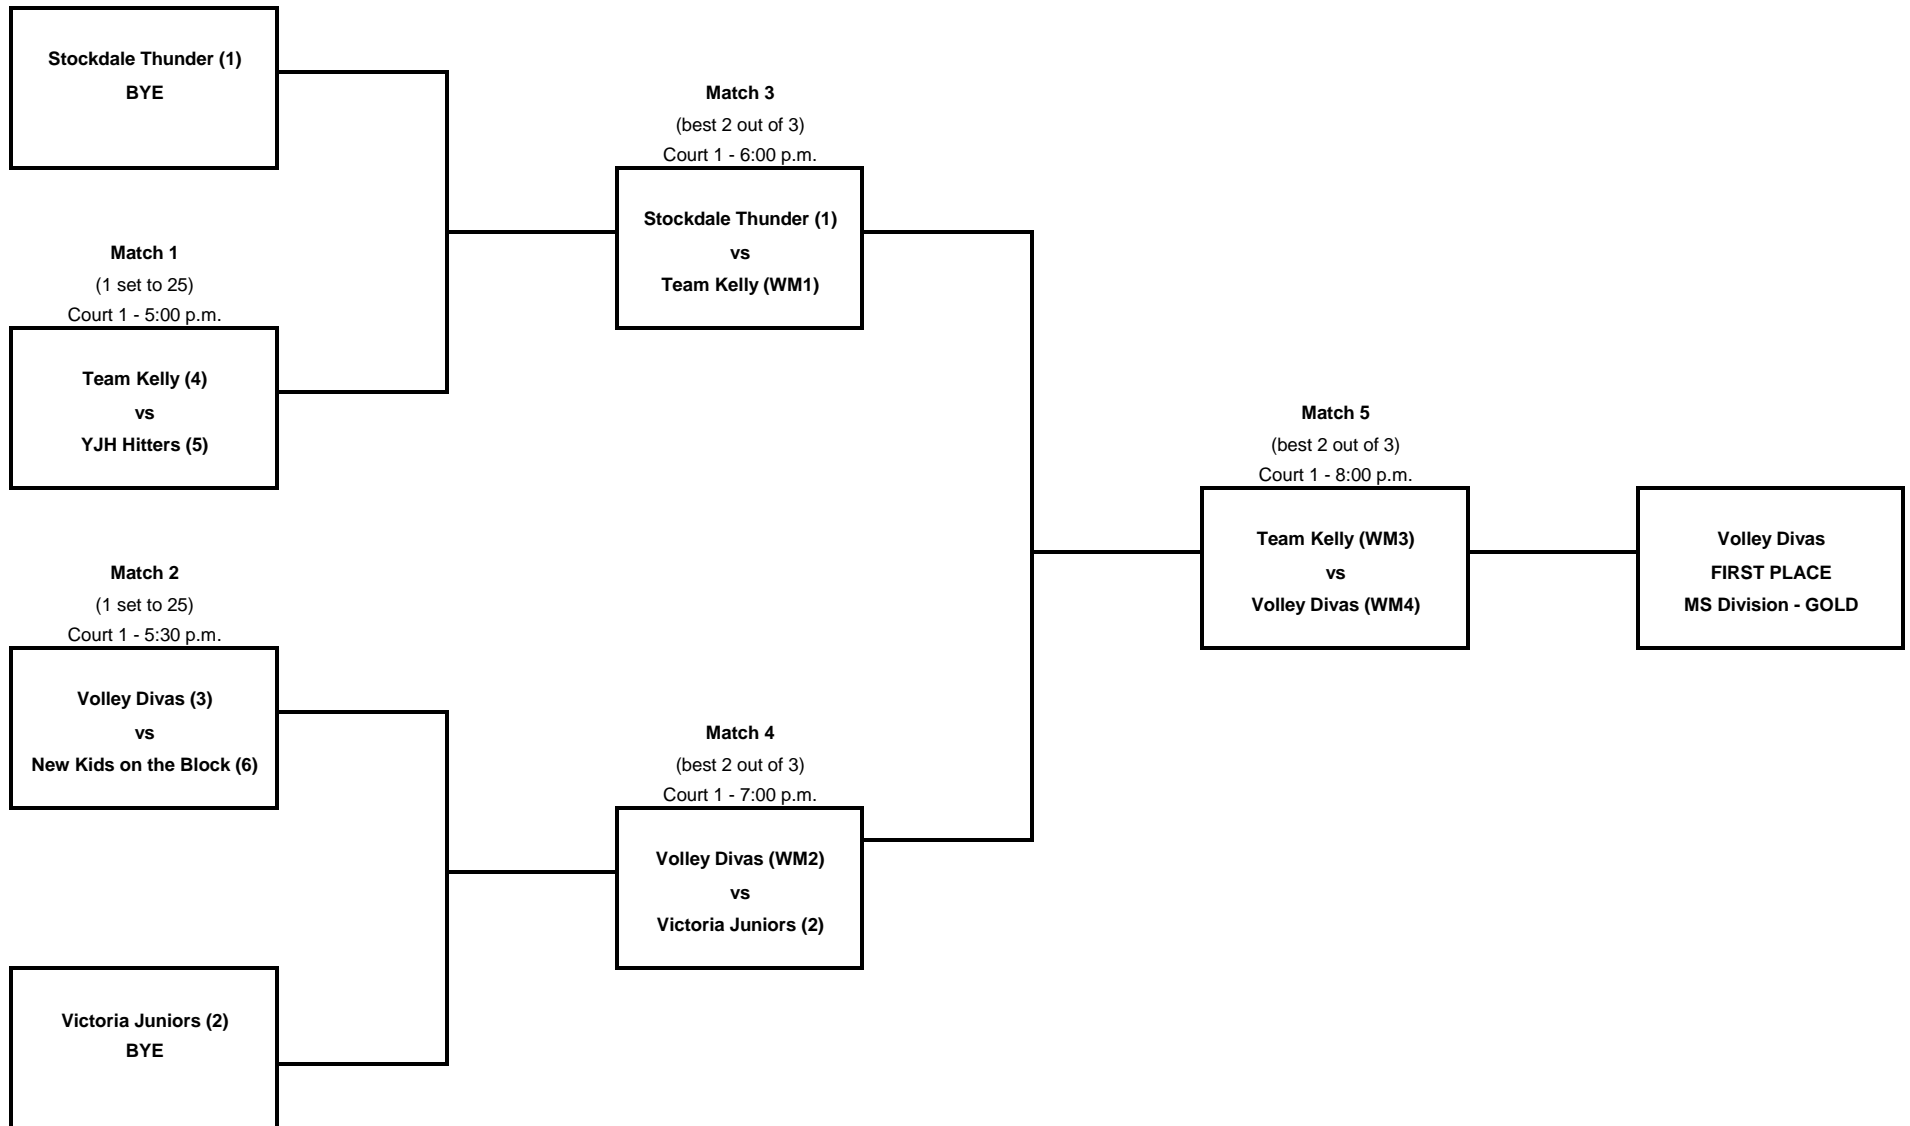 Stockdale Thunder (1)
BYE
Match 1
(1 set to 25)
Court 1 - 5:00 p.m.
Team Kelly (4)
vs
YJH Hitters (5)
Match 2
(1 set to 25)
Court 1 - 5:30 p.m.
Volley Divas (3)
vs
New Kids on the Block (6)
Victoria Juniors (2)
BYE
Match 3
(best 2 out of 3)
Court 1 - 6:00 p.m.
Stockdale Thunder (1)
vs
Team Kelly (WM1)
Match 4
(best 2 out of 3)
Court 1 - 7:00 p.m.
Volley Divas (WM2)
vs
Victoria Juniors (2)
Match 5
(best 2 out of 3)
Court 1 - 8:00 p.m.
Team Kelly (WM3)
vs
Volley Divas (WM4)
Volley Divas
FIRST PLACE
MS Division - GOLD